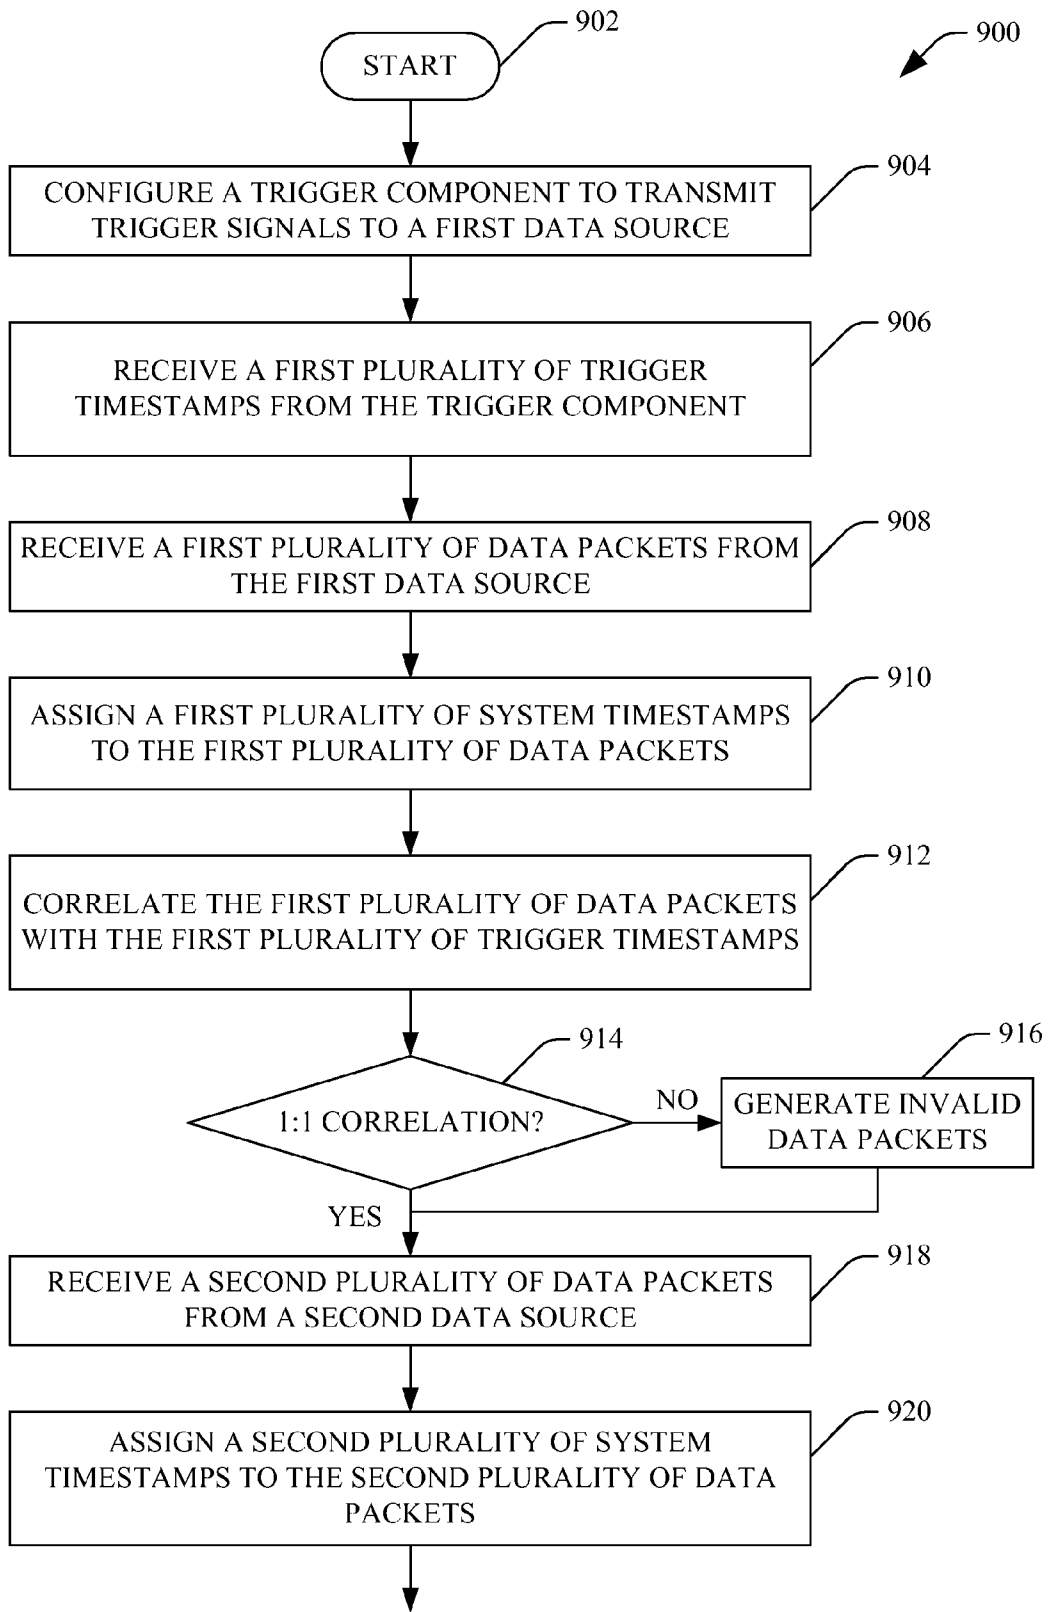 902
START
900
904
CONFIGURE A TRIGGER COMPONENT TO TRANSMIT
TRIGGER SIGNALS TO A FIRST DATA SOURCE
906
RECEIVE A FIRST PLURALITY OF TRIGGER
TIMESTAMPS FROM THE TRIGGER COMPONENT
908
RECEIVE A FIRST PLURALITY OF DATA PACKETS FROM
THE FIRST DATA SOURCE
910
ASSIGN A FIRST PLURALITY OF SYSTEM TIMESTAMPS
TO THE FIRST PLURALITY OF DATA PACKETS
912
CORRELATE THE FIRST PLURALITY OF DATA PACKETS
WITH THE FIRST PLURALITY OF TRIGGER TIMESTAMPS
914
1:1 CORRELATION?
NO
916
GENERATE INVALID
DATA PACKETS
YES
918
RECEIVE A SECOND PLURALITY OF DATA PACKETS
FROM A SECOND DATA SOURCE
920
ASSIGN A SECOND PLURALITY OF SYSTEM
TIMESTAMPS TO THE SECOND PLURALITY OF DATA
PACKETS